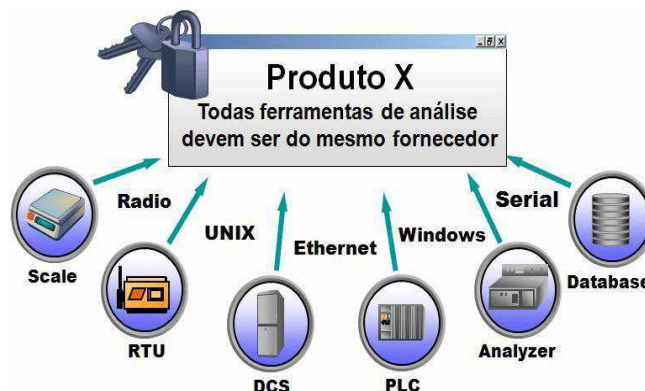 Produto X
Todas ferramentas de análise
devem ser do mesmo fornecedor
Radio
UNIX
Ethernet
Windows
Serial
Scale
RTU
DCS
PLC
Analyzer
Database